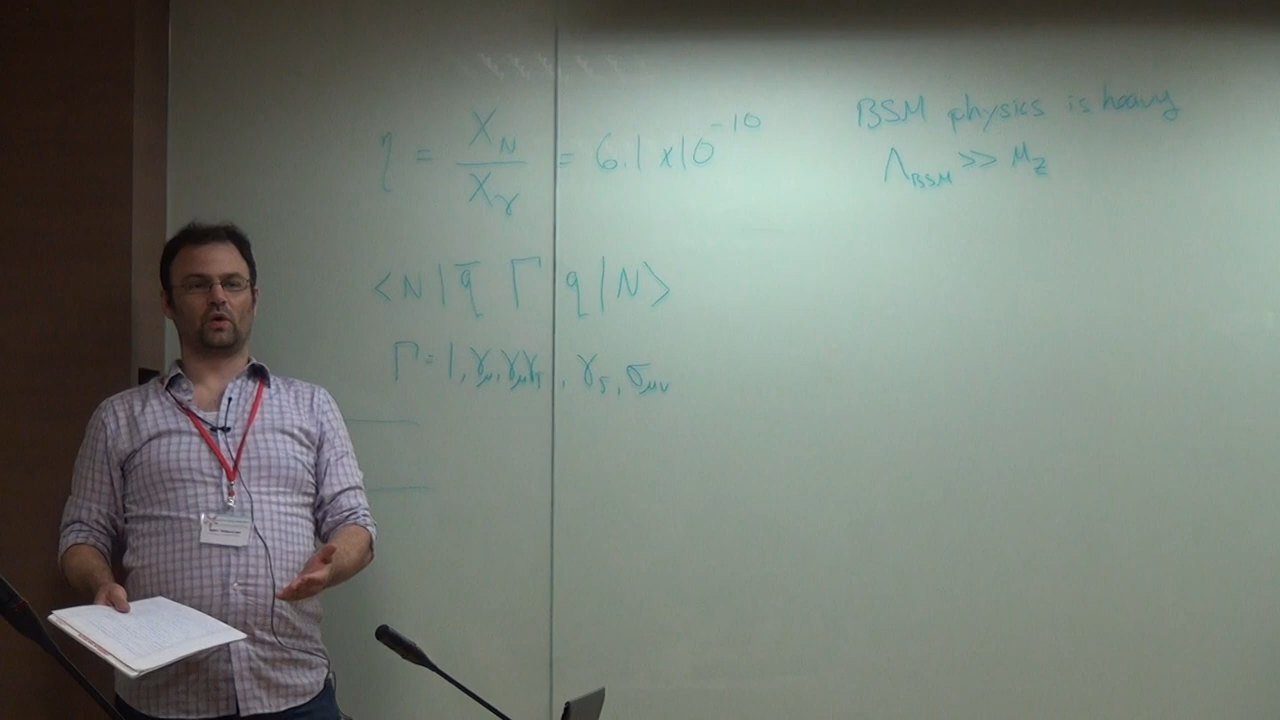 η = X_N / X_γ = 6.1 x 10^-10
<N| q̄ Γ q |N>
Γ = 1, γ_μ, γ_μγ_5, γ_5, σ_μν
BSM physics is heavy
Λ_BSM >> M_Z